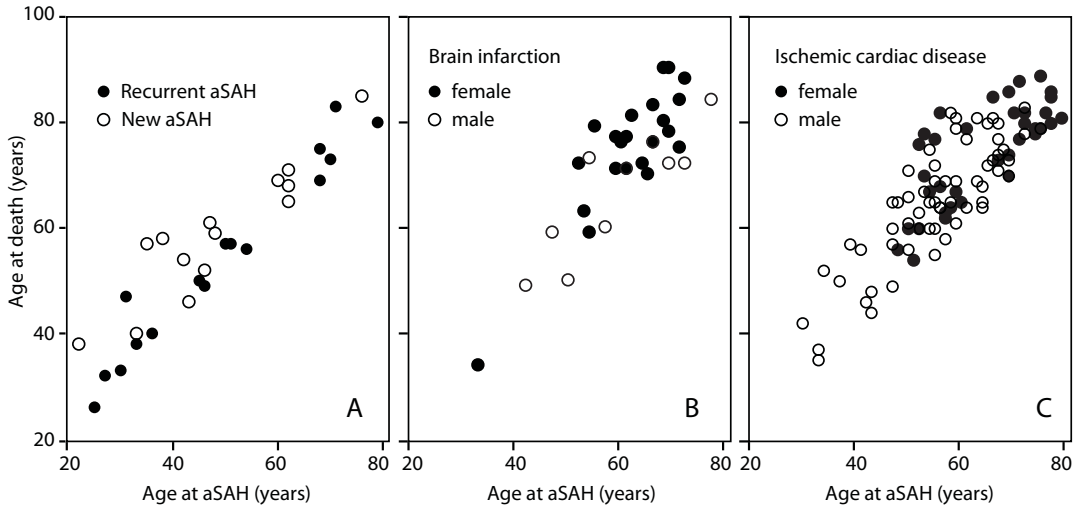 100
80
60
40
20
Age at death (years)
Recurrent aSAH
New aSAH
A
20 40 60 80
Age at aSAH (years)
Brain infarction
female
male
B
20 40 60 80
Age at aSAH (years)
Ischemic cardiac disease
female
male
C
20 40 60 80
Age at aSAH (years)